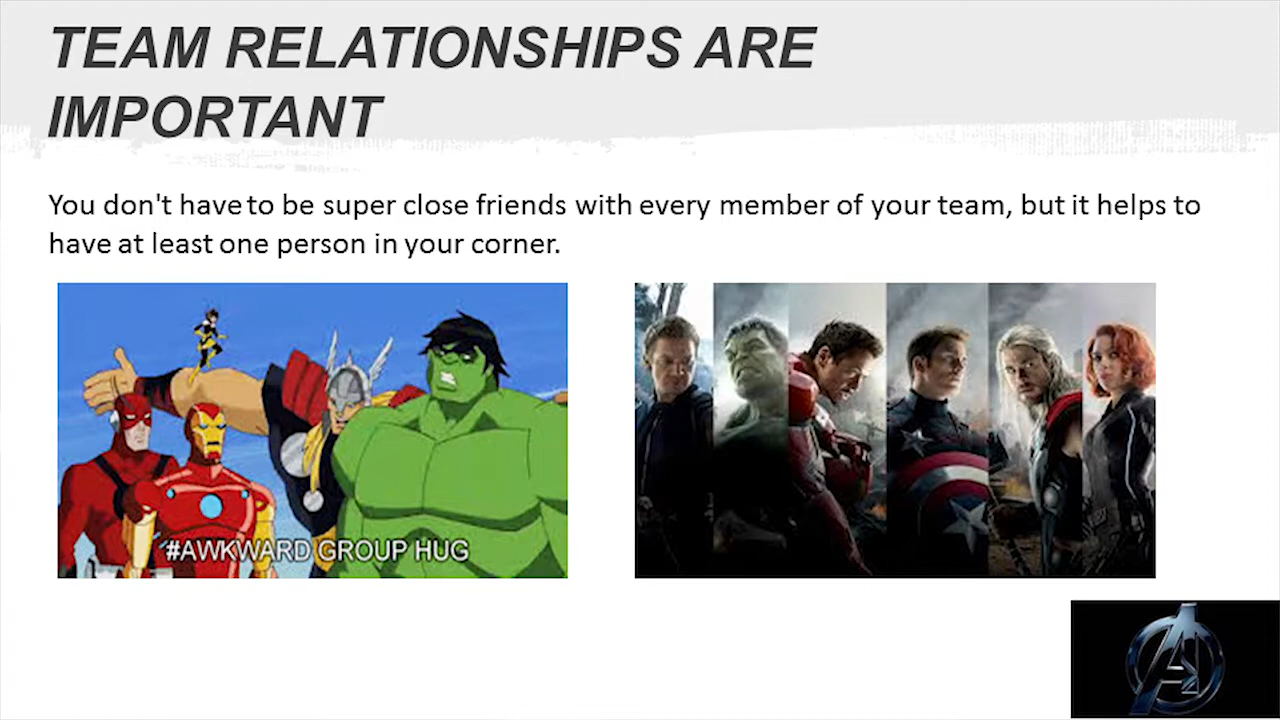 TEAM RELATIONSHIPS ARE
IMPORTANT
You don't have to be super close friends with every member of your team, but it helps to
have at least one person in your corner.
#AWKWARD GROUP HUG